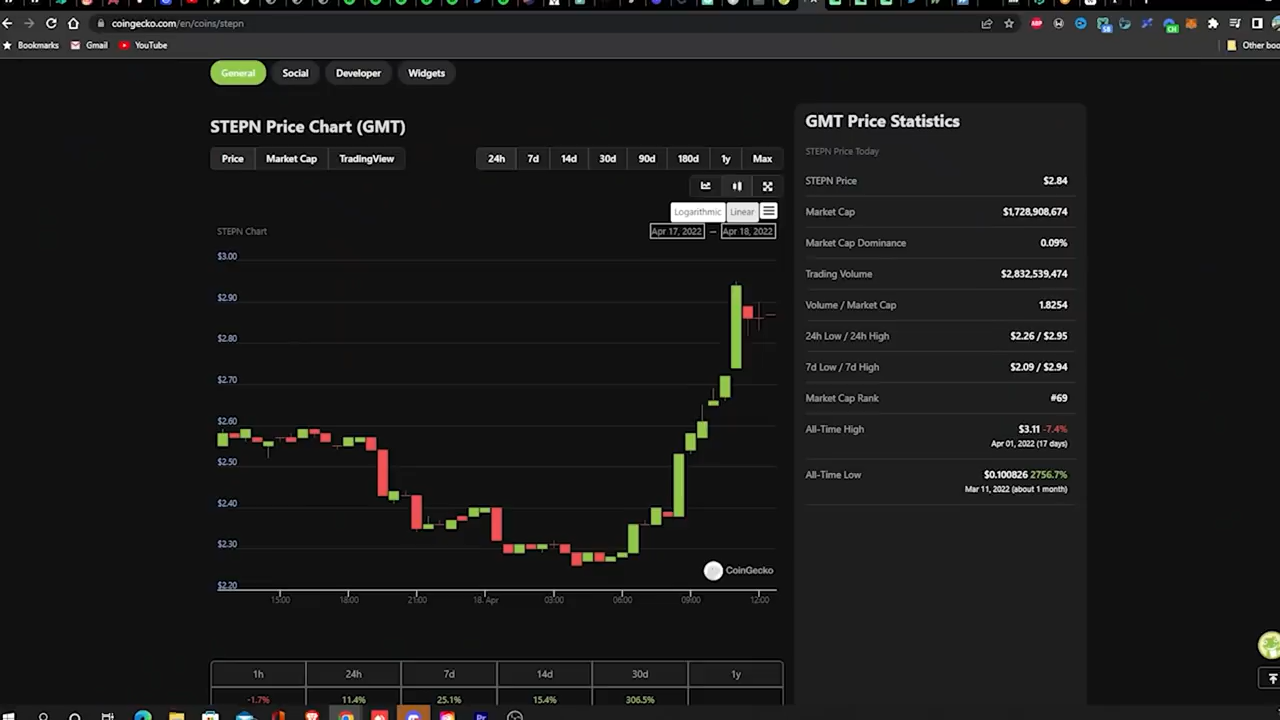 coingecko.com/en/coins/stepn
Bookmarks Gmail YouTube Other boo
General Social Developer Widgets
STEPN Price Chart (GMT)
Price Market Cap TradingView
24h 7d 14d 30d 90d 180d 1y Max
Logarithmic Linear
STEPN Chart
Apr 17, 2022 – Apr 18, 2022
$3.00
$2.90
$2.80
$2.70
$2.60
$2.50
$2.40
$2.30
$2.20
CoinGecko
15:00 18:00 21:00 18. Apr 03:00 06:00 09:00 12:00
1h 24h 7d 14d 30d 1y
-1.7% 11.4% 25.1% 15.4% 306.5%
GMT Price Statistics
STEPN Price Today
STEPN Price $2.84
Market Cap $1,728,908,674
Market Cap Dominance 0.09%
Trading Volume $2,832,539,474
Volume / Market Cap 1.8254
24h Low / 24h High $2.26 / $2.95
7d Low / 7d High $2.09 / $2.94
Market Cap Rank #69
All-Time High $3.11 -7.4%
Apr 01, 2022 (17 days)
All-Time Low $0.100826 2756.7%
Mar 11, 2022 (about 1 month)